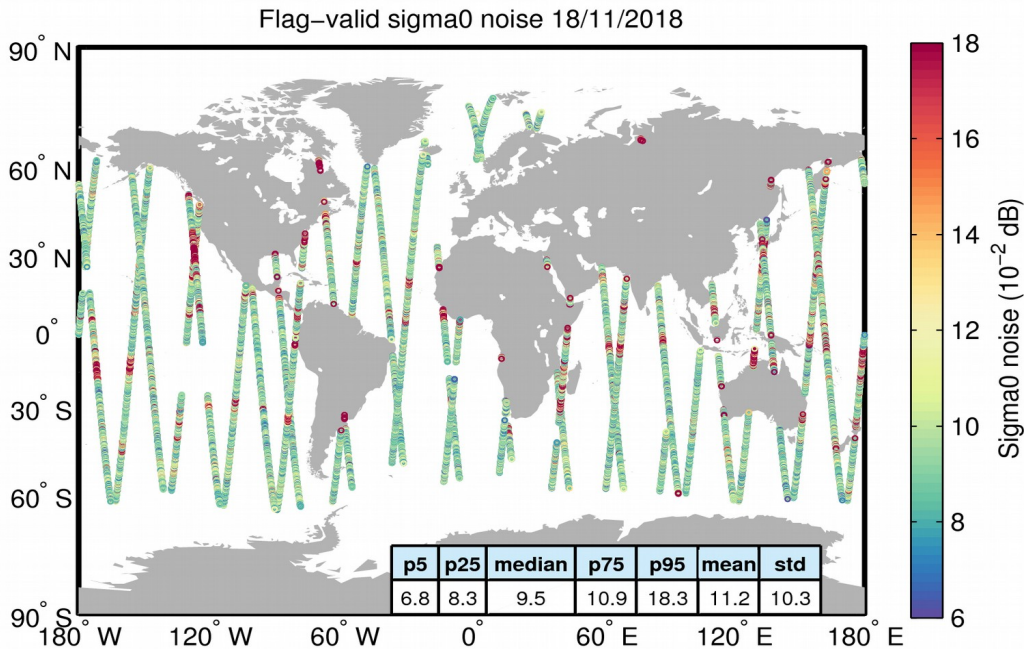 Flag−valid sigma0 noise 18/11/2018
90° N
60° N
30° N
0°
30° S
60° S
90° S
180° W 120° W 60° W 0° 60° E 120° E 180° E
p5 p25 median p75 p95 mean std
6.8 8.3 9.5 10.9 18.3 11.2 10.3
18
16
14
12
10
8
6
Sigma0 noise (10⁻² dB)